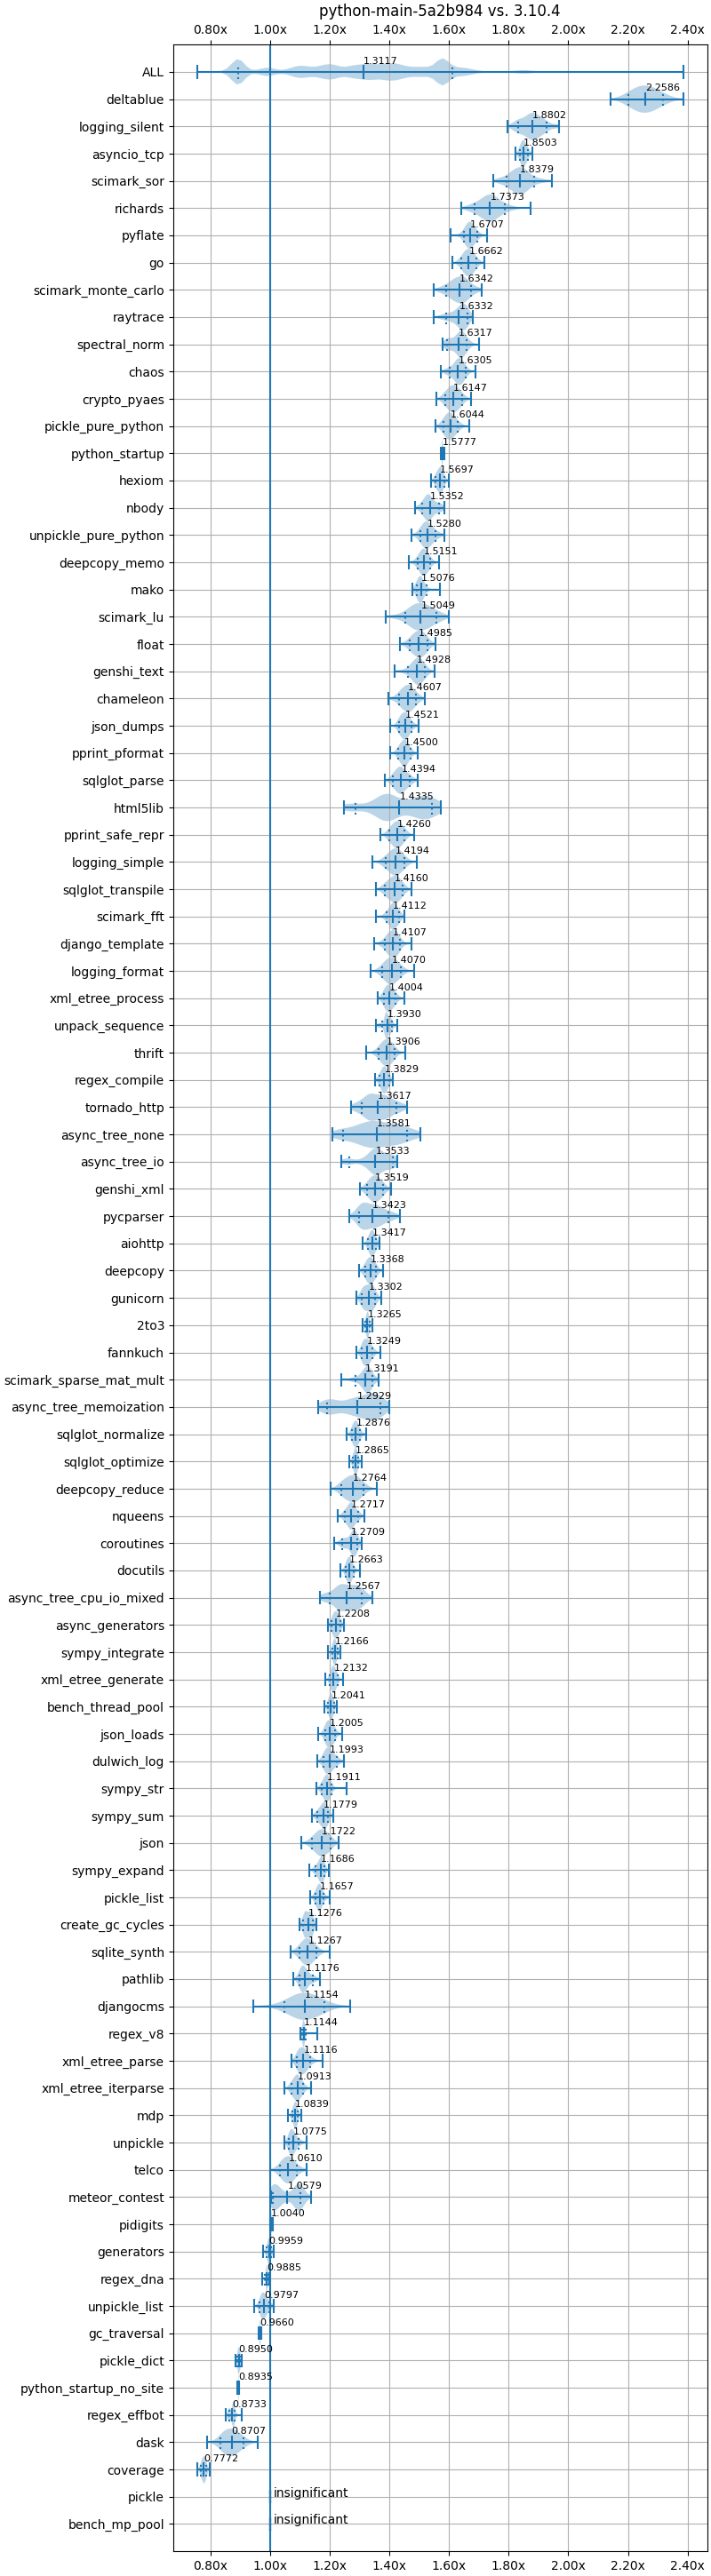 python-main-5a2b984 vs. 3.10.4
0.80x 1.00x 1.20x 1.40x 1.60x 1.80x 2.00x 2.20x 2.40x
ALL 1.3117
deltablue 2.2586
logging_silent 1.8802
asyncio_tcp 1.8503
scimark_sor 1.8379
richards 1.7373
pyflate 1.6707
go 1.6662
scimark_monte_carlo 1.6342
raytrace 1.6332
spectral_norm 1.6317
chaos 1.6305
crypto_pyaes 1.6147
pickle_pure_python 1.6044
python_startup 1.5777
hexiom 1.5697
nbody 1.5352
unpickle_pure_python 1.5280
deepcopy_memo 1.5151
mako 1.5076
scimark_lu 1.5049
float 1.4985
genshi_text 1.4928
chameleon 1.4607
json_dumps 1.4521
pprint_pformat 1.4500
sqlglot_parse 1.4394
html5lib 1.4335
pprint_safe_repr 1.4260
logging_simple 1.4194
sqlglot_transpile 1.4160
scimark_fft 1.4112
django_template 1.4107
logging_format 1.4070
xml_etree_process 1.4004
unpack_sequence 1.3930
thrift 1.3906
regex_compile 1.3829
tornado_http 1.3617
async_tree_none 1.3581
async_tree_io 1.3533
genshi_xml 1.3519
pycparser 1.3423
aiohttp 1.3417
deepcopy 1.3368
gunicorn 1.3302
2to3 1.3265
fannkuch 1.3249
scimark_sparse_mat_mult 1.3191
async_tree_memoization 1.2929
sqlglot_normalize 1.2876
sqlglot_optimize 1.2865
deepcopy_reduce 1.2764
nqueens 1.2717
coroutines 1.2709
docutils 1.2663
async_tree_cpu_io_mixed 1.2567
async_generators 1.2208
sympy_integrate 1.2166
xml_etree_generate 1.2132
bench_thread_pool 1.2041
json_loads 1.2005
dulwich_log 1.1993
sympy_str 1.1911
sympy_sum 1.1779
json 1.1722
sympy_expand 1.1686
pickle_list 1.1657
create_gc_cycles 1.1276
sqlite_synth 1.1267
pathlib 1.1176
djangocms 1.1154
regex_v8 1.1144
xml_etree_parse 1.1116
xml_etree_iterparse 1.0913
mdp 1.0839
unpickle 1.0775
telco 1.0610
meteor_contest 1.0579
pidigits 1.0040
generators 0.9959
regex_dna 0.9885
unpickle_list 0.9797
gc_traversal 0.9660
pickle_dict 0.8950
python_startup_no_site 0.8935
regex_effbot 0.8733
dask 0.8707
coverage 0.7772
pickle insignificant
bench_mp_pool insignificant
0.80x 1.00x 1.20x 1.40x 1.60x 1.80x 2.00x 2.20x 2.40x